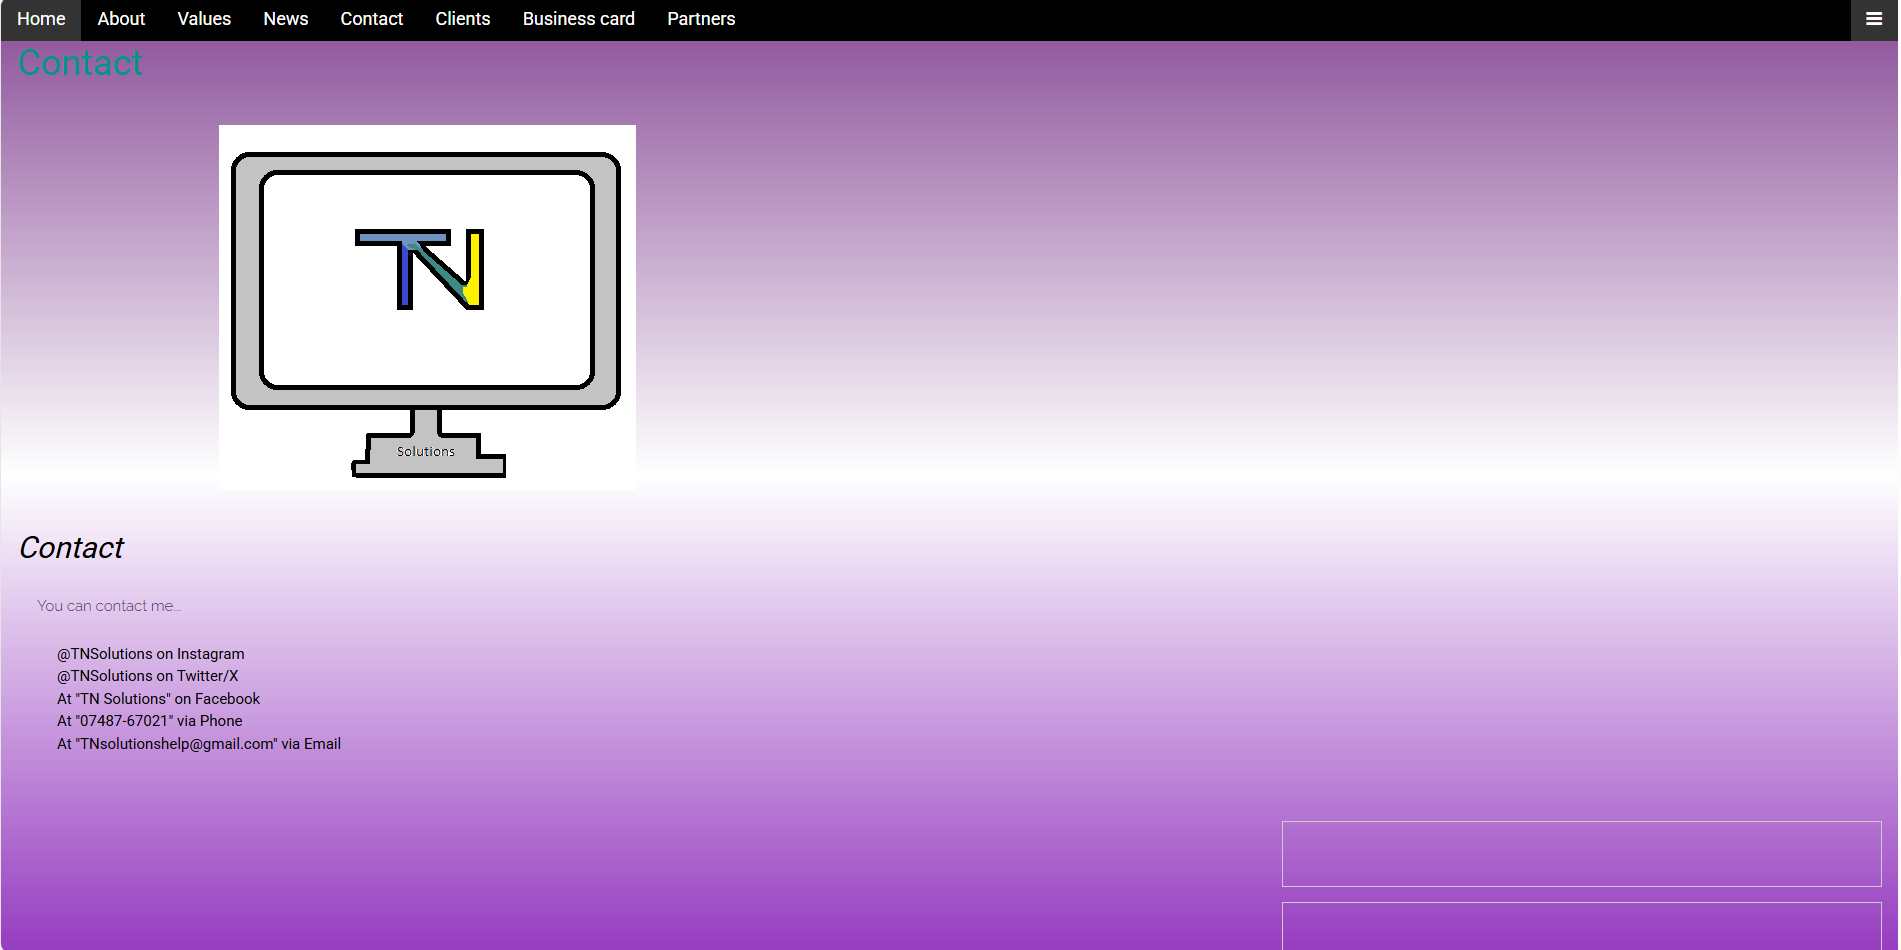 Home About Values News Contact Clients Business card Partners
Contact
TN
Solutions
Contact
You can contact me...
@TNSolutions on Instagram
@TNSolutions on Twitter/X
At "TN Solutions" on Facebook
At "07487-67021" via Phone
At "TNsolutionshelp@gmail.com" via Email